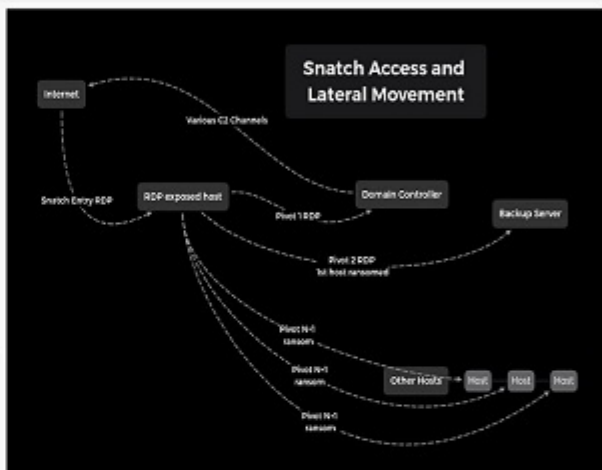 Snatch Access and
Lateral Movement
Internet
Various C2 Channels
Snatch Entry RDP
RDP exposed host
Domain Controller
Pivot 1 RDP
Backup Server
Pivot 2 RDP
1st host ransomed
Pivot N+1
ransom
Pivot N+1
ransom
Other Hosts
Host
Host
Host
Pivot N+1
ransom